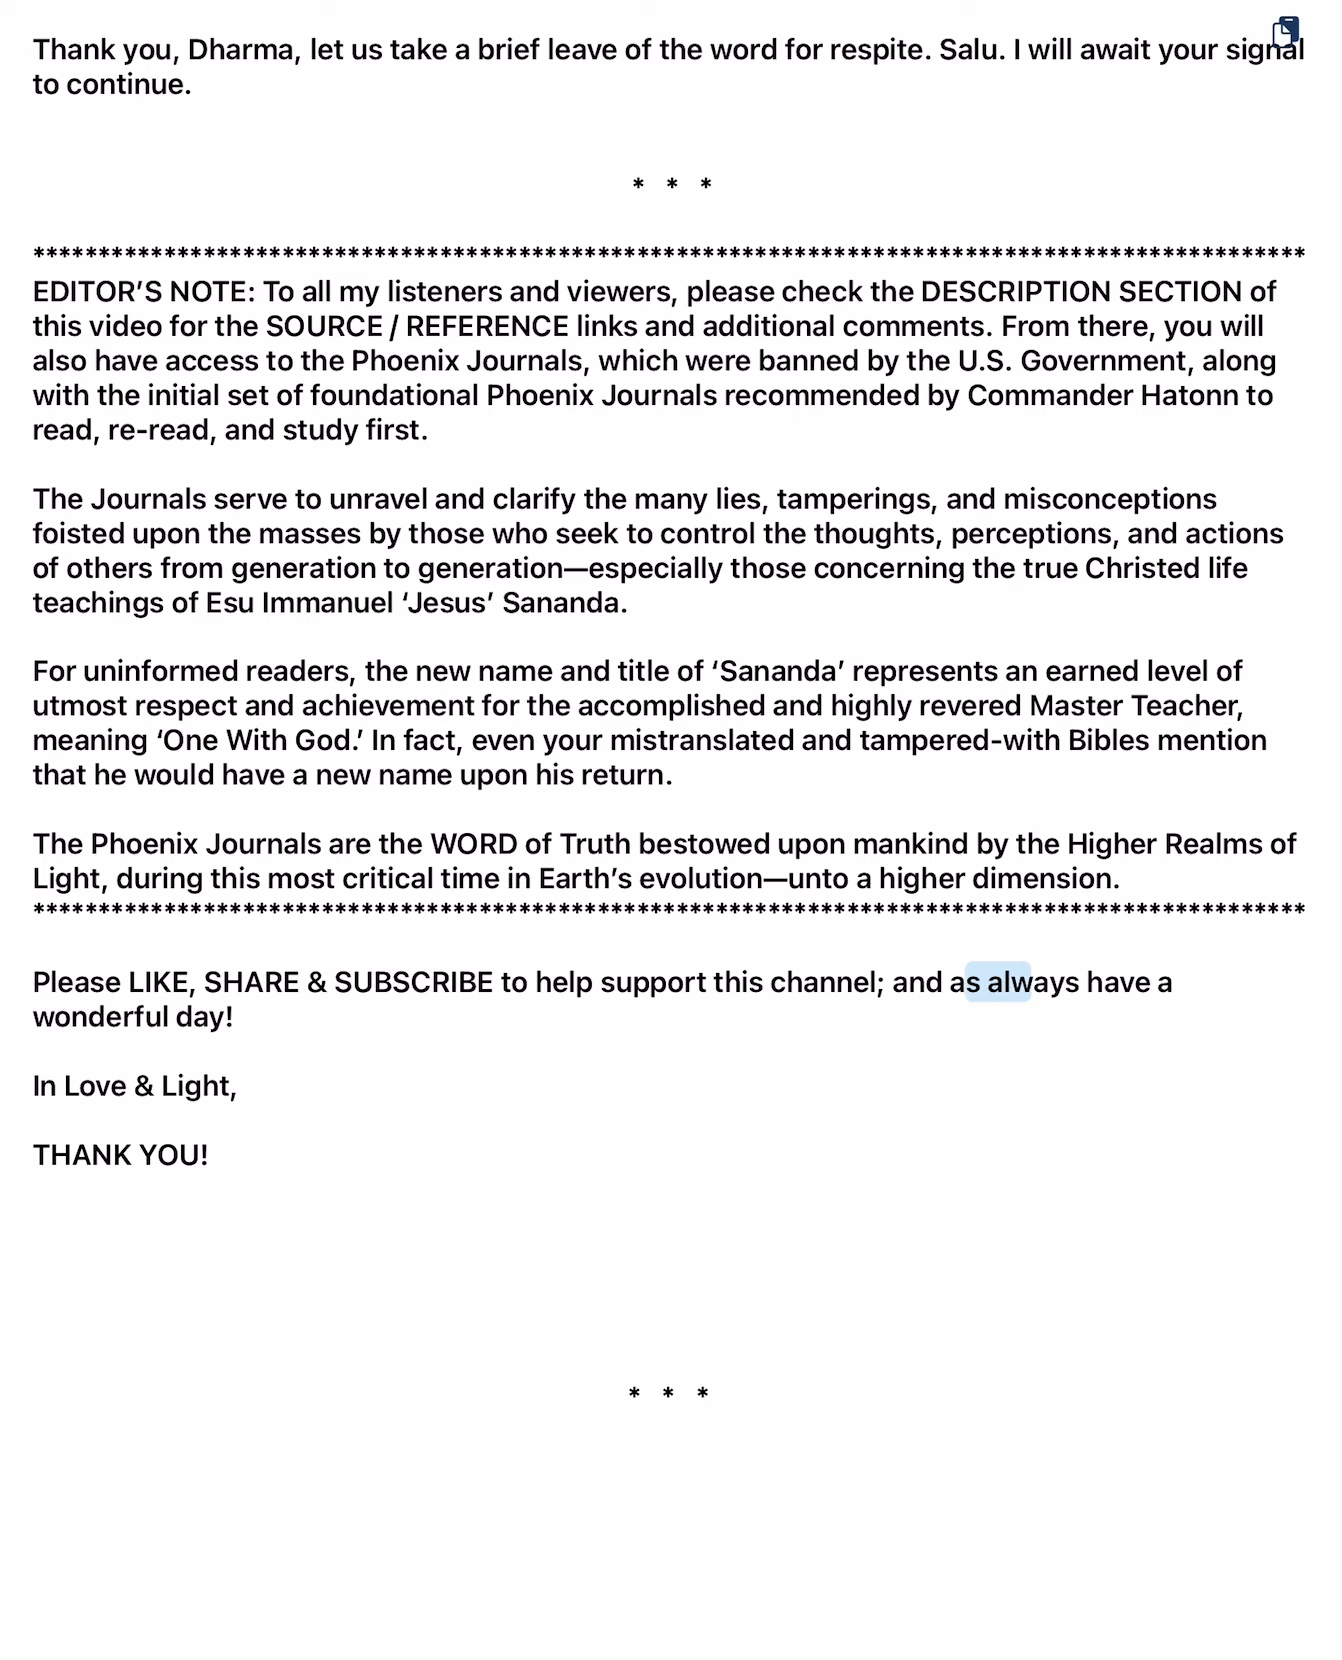 Thank you, Dharma, let us take a brief leave of the word for respite. Salu. I will await your signal
to continue.
* * *
**************************************************************************************************
EDITOR’S NOTE: To all my listeners and viewers, please check the DESCRIPTION SECTION of
this video for the SOURCE / REFERENCE links and additional comments. From there, you will
also have access to the Phoenix Journals, which were banned by the U.S. Government, along
with the initial set of foundational Phoenix Journals recommended by Commander Hatonn to
read, re-read, and study first.
The Journals serve to unravel and clarify the many lies, tamperings, and misconceptions
foisted upon the masses by those who seek to control the thoughts, perceptions, and actions
of others from generation to generation—especially those concerning the true Christed life
teachings of Esu Immanuel ‘Jesus’ Sananda.
For uninformed readers, the new name and title of ‘Sananda’ represents an earned level of
utmost respect and achievement for the accomplished and highly revered Master Teacher,
meaning ‘One With God.’ In fact, even your mistranslated and tampered-with Bibles mention
that he would have a new name upon his return.
The Phoenix Journals are the WORD of Truth bestowed upon mankind by the Higher Realms of
Light, during this most critical time in Earth’s evolution—unto a higher dimension.
**************************************************************************************************
Please LIKE, SHARE & SUBSCRIBE to help support this channel; and as always have a
wonderful day!
In Love & Light,
THANK YOU!
* * *